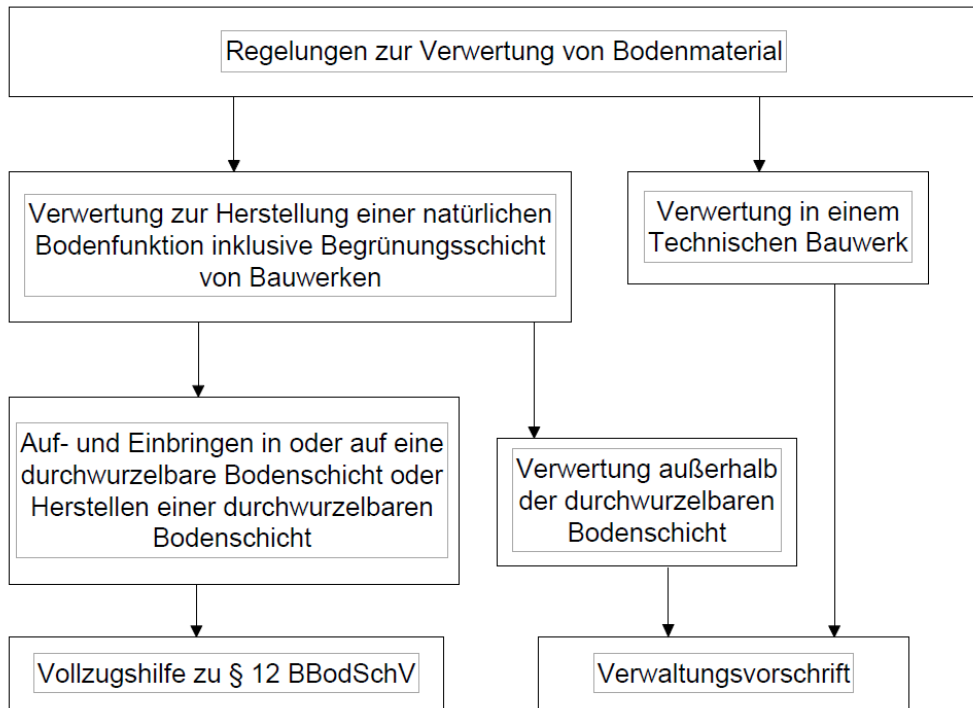 Regelungen zur Verwertung von Bodenmaterial
Verwertung zur Herstellung einer natürlichen
Bodenfunktion inklusive Begrünungsschicht
von Bauwerken
Verwertung in einem
Technischen Bauwerk
Auf- und Einbringen in oder auf eine
durchwurzelbare Bodenschicht oder
Herstellen einer durchwurzelbaren
Bodenschicht
Verwertung außerhalb
der durchwurzelbaren
Bodenschicht
Vollzugshilfe zu § 12 BBodSchV
Verwaltungsvorschrift